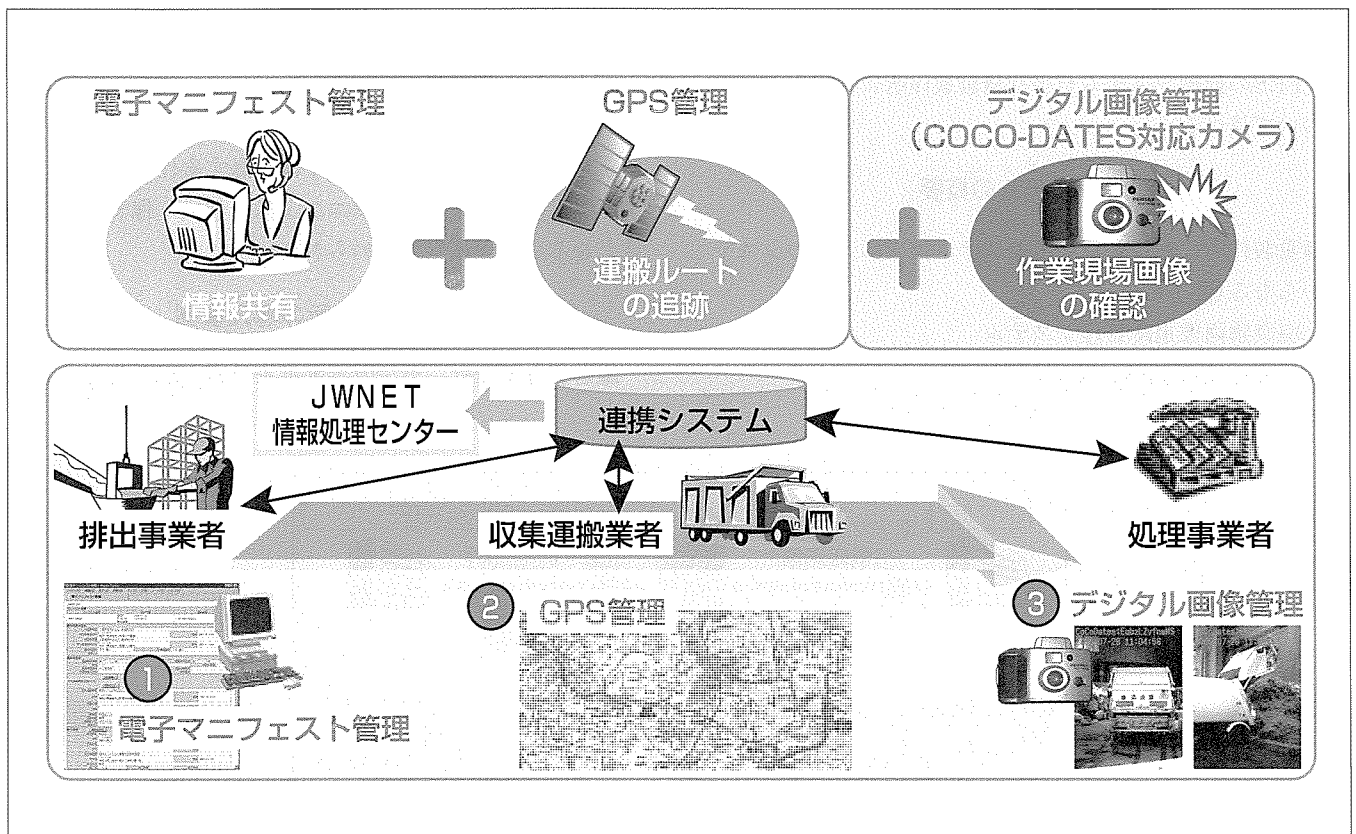 電子マニフェスト管理
情報共有
GPS管理
運搬ルート
の追跡
デジタル画像管理
(COCO-DATES対応カメラ)
作業現場画像
の確認
JWNET
情報処理センター
連携システム
排出事業者
収集運搬業者
処理事業者
1
電子マニフェスト管理
2
GPS管理
3
デジタル画像管理
11:04:08